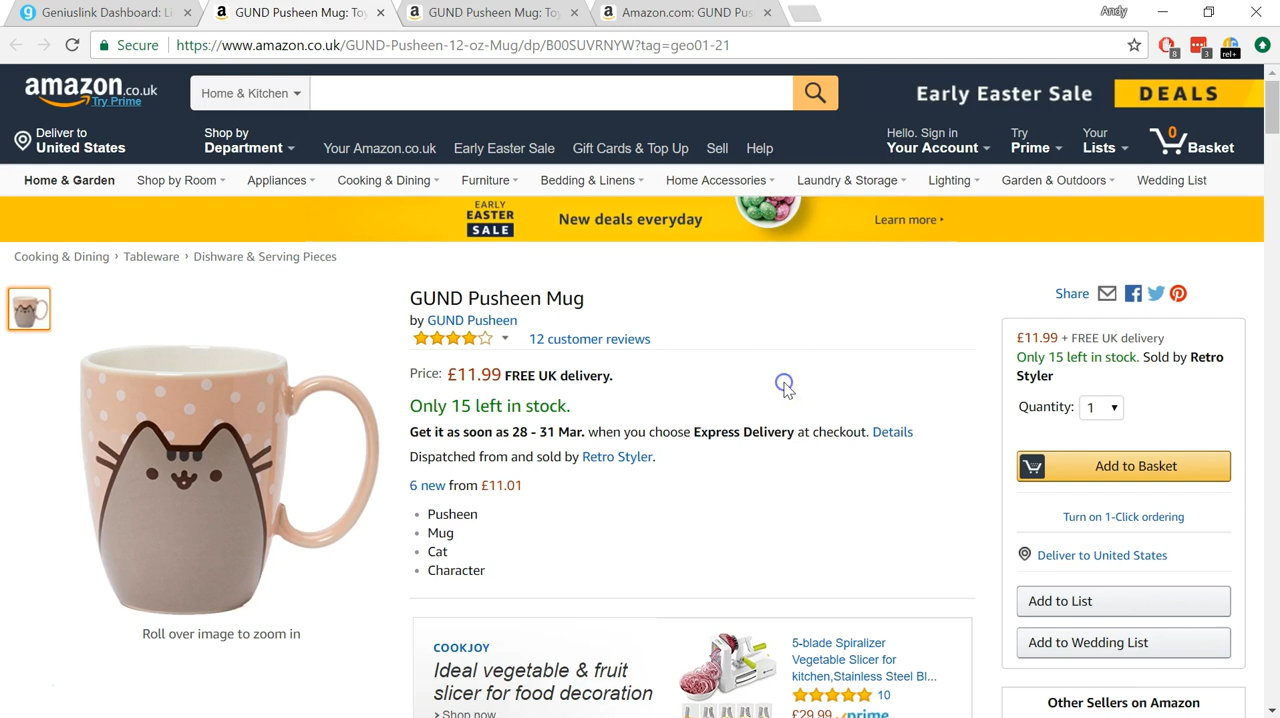 Geniuslink Dashboard: Li
GUND Pusheen Mug: To
GUND Pusheen Mug: Toy
Amazon.com: GUND Pus
Andy
Secure
https://www.amazon.co.uk/GUND-Pusheen-12-oz-Mug/dp/B00SUVRNYW?tag=geo01-21
8
3
rel+
amazon.co.uk
Try Prime
Home & Kitchen
Early Easter Sale DEALS
Deliver to
United States
Shop by
Department
Your Amazon.co.uk Early Easter Sale Gift Cards & Top Up Sell Help
Hello. Sign in
Your Account
Try
Prime
Your
Lists
0
Basket
Home & Garden Shop by Room Appliances Cooking & Dining Furniture Bedding & Linens Home Accessories Laundry & Storage Lighting Garden & Outdoors Wedding List
EARLY
EASTER
SALE
New deals everyday
Learn more
Cooking & Dining › Tableware › Dishware & Serving Pieces
GUND Pusheen Mug
by GUND Pusheen
12 customer reviews
Price: £11.99 FREE UK delivery.
Only 15 left in stock.
Get it as soon as 28 - 31 Mar. when you choose Express Delivery at checkout. Details
Dispatched from and sold by Retro Styler.
6 new from £11.01
• Pusheen
• Mug
• Cat
• Character
Roll over image to zoom in
COOKJOY
Ideal vegetable & fruit
slicer for food decoration
› Shop now
5-blade Spiralizer
Vegetable Slicer for
kitchen,Stainless Steel Bl...
10
£29.99 prime
Share
£11.99 + FREE UK delivery
Only 15 left in stock. Sold by Retro
Styler
Quantity: 1
Add to Basket
Turn on 1-Click ordering
Deliver to United States
Add to List
Add to Wedding List
Other Sellers on Amazon